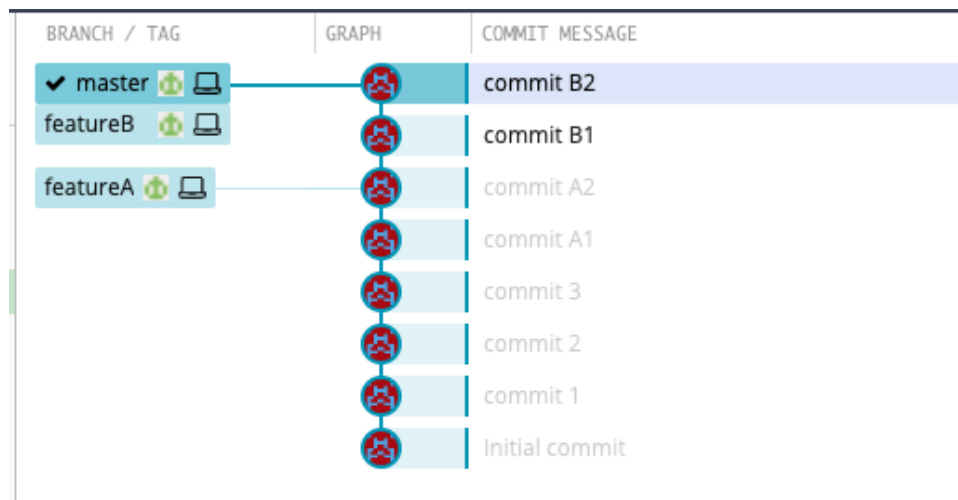 BRANCH / TAG GRAPH COMMIT MESSAGE
master commit B2
featureB
commit B1
featureA commit A2
commit A1
commit 3
commit 2
commit 1
Initial commit